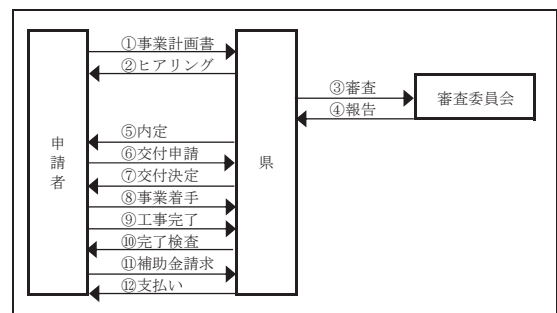 ①事業計画書
②ヒアリング
③審査
④報告
審査委員会
申請者
県
⑤内定
⑥交付申請
⑦交付決定
⑧事業着手
⑨工事完了
⑩完了検査
⑪補助金請求
⑫支払い